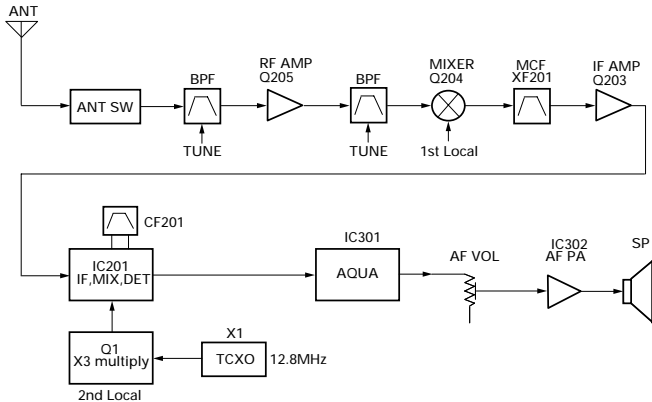 ANT
ANT SW
BPF
TUNE
RF AMP
Q205
BPF
TUNE
MIXER
Q204
1st Local
MCF
XF201
IF AMP
Q203
CF201
IC201
IF,MIX,DET
IC301
AQUA
AF VOL
IC302
AF PA
SP
Q1
X3 multiply
2nd Local
X1
TCXO
12.8MHz